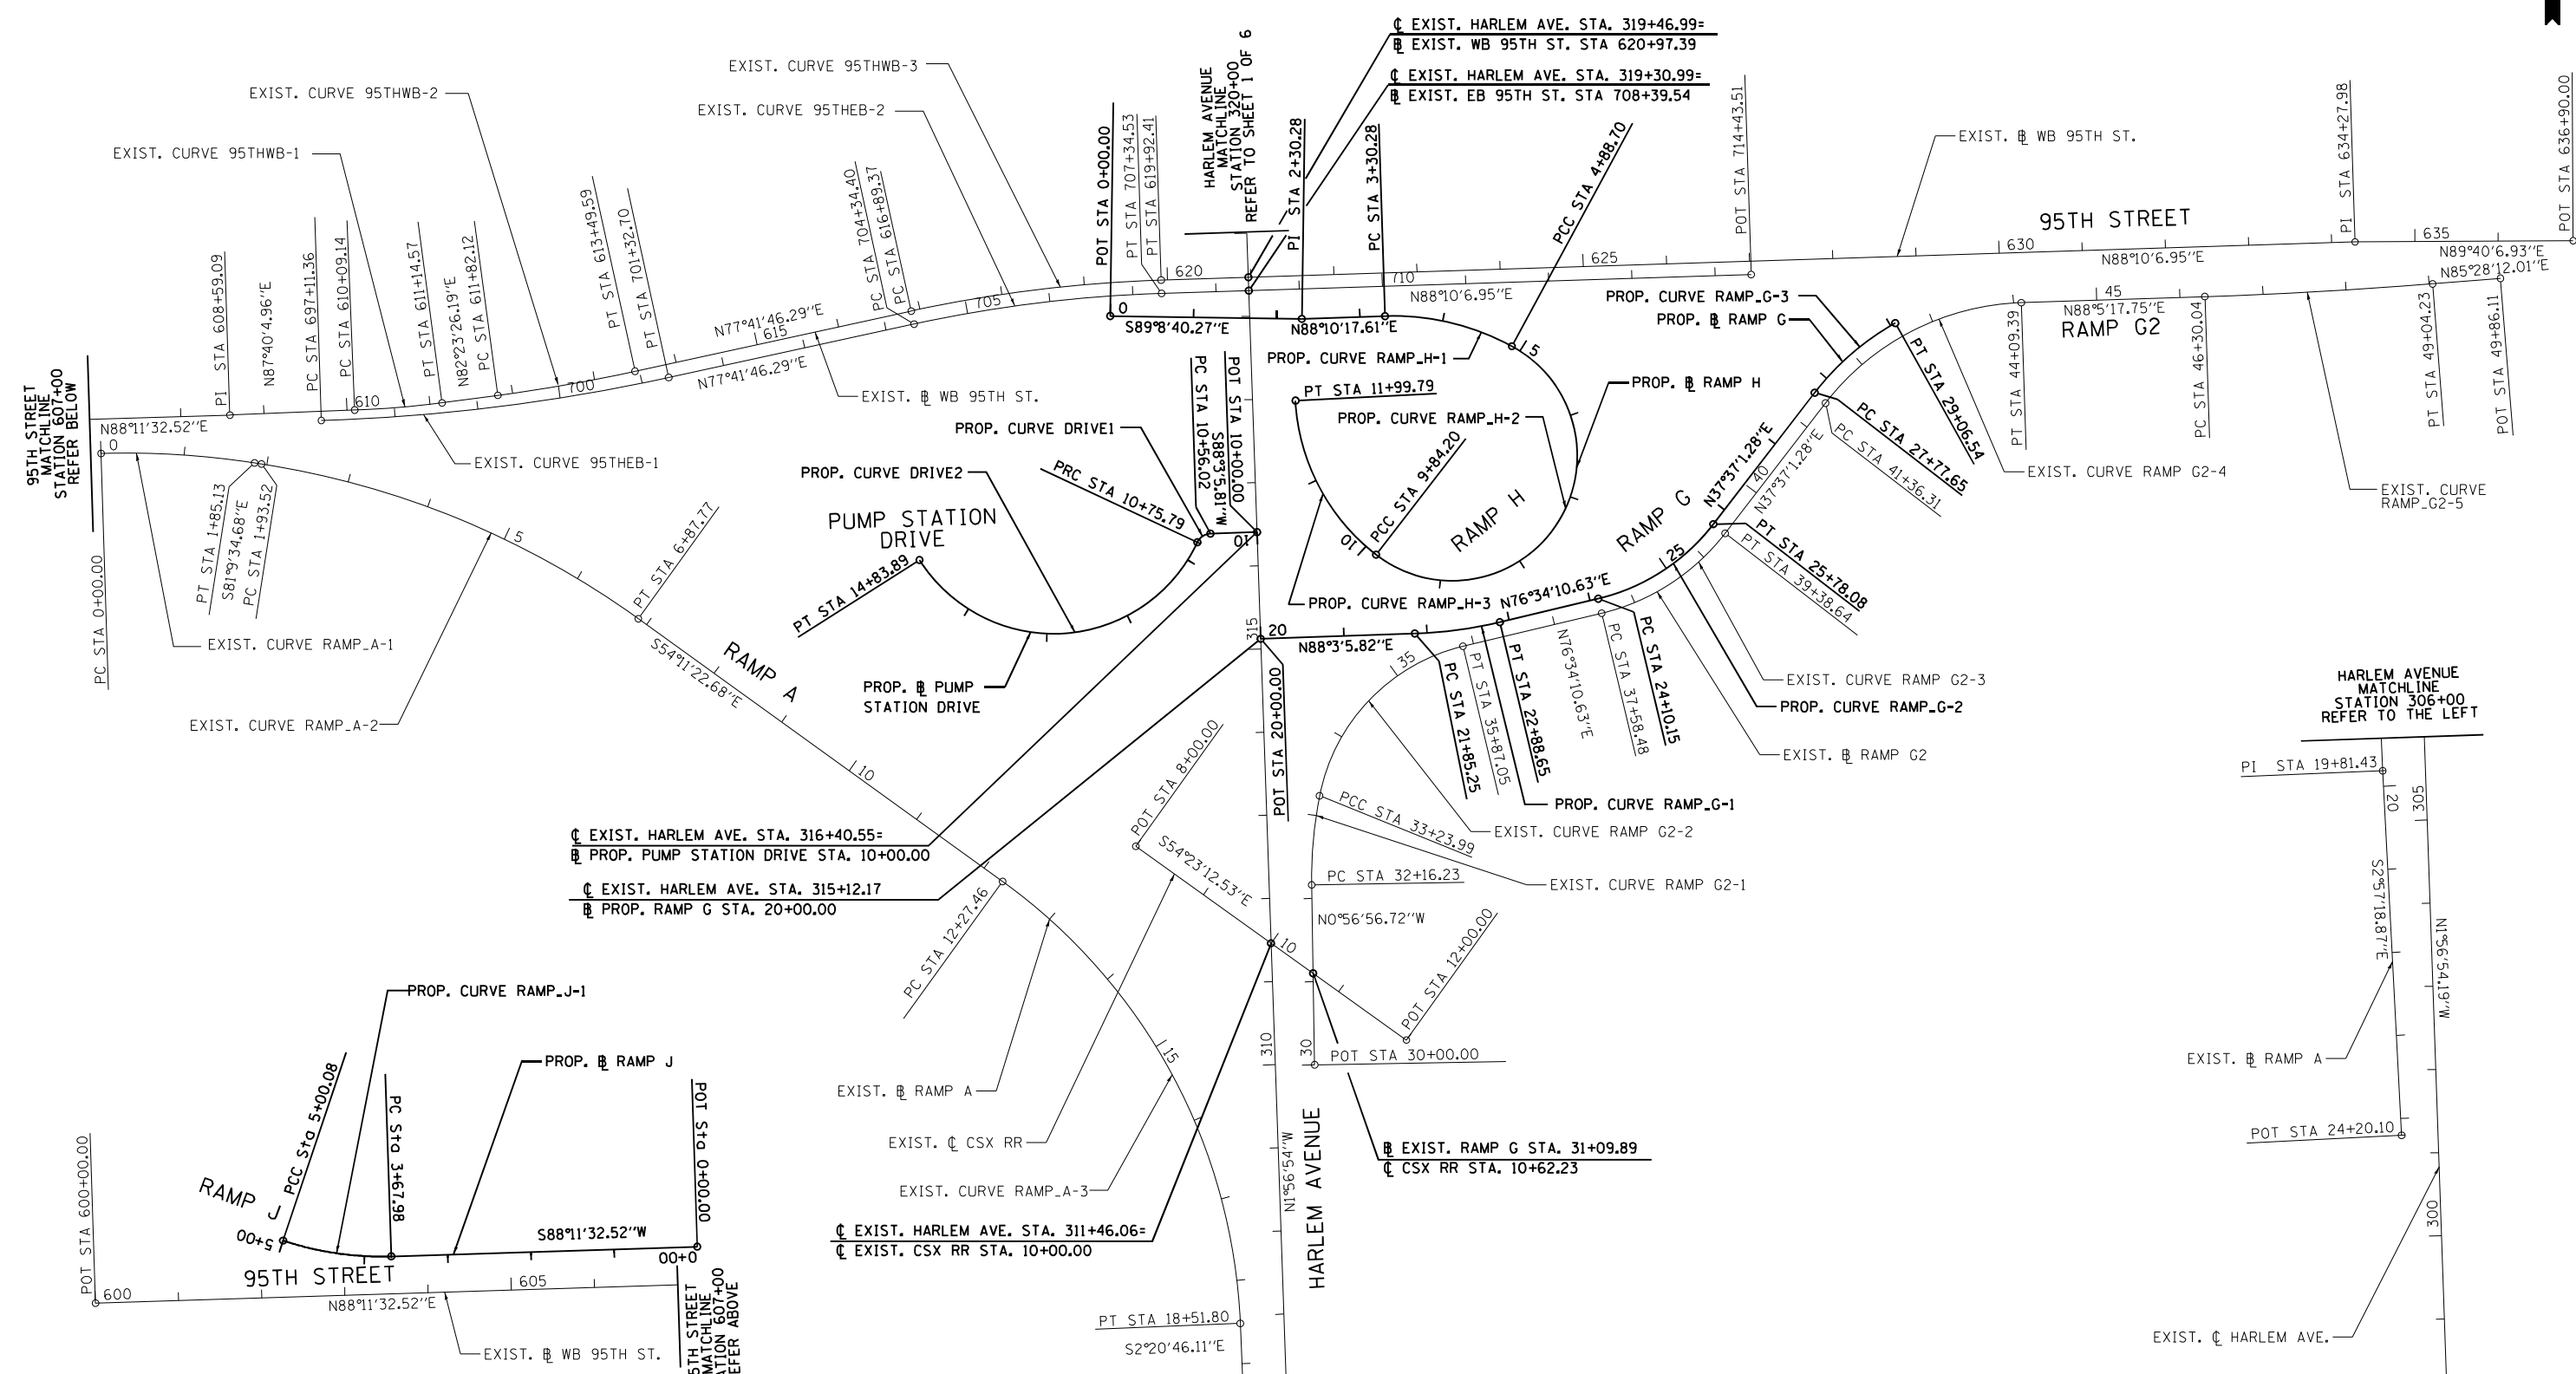 ℄ EXIST. HARLEM AVE. STA. 319+46.99=
℄ EXIST. WB 95TH ST. STA 620+97.39
℄ EXIST. HARLEM AVE. STA. 319+30.99=
℄ EXIST. EB 95TH ST. STA 708+39.54
HARLEM AVENUE
MATCHLINE
STATION 320+00
REFER TO SHEET 1 OF 6
EXIST. CURVE 95THWB-3
EXIST. CURVE 95THWB-2
EXIST. CURVE 95THEB-2
EXIST. CURVE 95THWB-1
POT STA 0+00.00
PT STA 707+34.53
PT STA 619+92.41
PI STA 2+30.28
PC STA 3+30.28
PCC STA 4+88.70
POT STA 714+43.51
EXIST. ℄ WB 95TH ST.
PI STA 634+27.98
POT STA 636+90.00
95TH STREET
PI STA 608+59.09
N87°40'4.96"E
PC STA 697+11.36
PC STA 610+09.14
PT STA 611+14.57
N82°23'26.19"E
PC STA 611+82.12
PT STA 613+49.59
PT STA 701+32.70
PC STA 704+34.40
PC STA 616+89.37
N77°41'46.29"E
615
N77°41'46.29"E
705
700
610
620
710
625
630
635
N88°10'6.95"E
N88°10'6.95"E
N89°40'6.93"E
N85°28'12.01"E
0
S89°8'40.27"E
N88°10'17.61"E
PROP. CURVE RAMP_G-3
PROP. ℄ RAMP G
45
N88°5'17.75"E
RAMP G2
PT STA 44+09.39
PC STA 46+30.04
PT STA 49+04.23
POT STA 49+86.11
95TH STREET
MATCHLINE
STATION 607+00
REFER BELOW
N88°11'32.52"E
0
EXIST. ℄ WB 95TH ST.
EXIST. CURVE 95THEB-1
PROP. CURVE RAMP_H-1
5
PT STA 11+99.79
PROP. ℄ RAMP H
PROP. CURVE RAMP_H-2
PCC STA 9+84.20
RAMP H
10
PROP. CURVE RAMP_H-3
PT STA 29+06.54
PC STA 27+77.65
PC STA 41+36.31
EXIST. CURVE RAMP G2-4
EXIST. CURVE
RAMP_G2-5
N37°37'1.28"E
40
N37°37'1.28"E
RAMP G
25
PT STA 25+78.08
PT STA 39+38.64
PC STA 10+56.02
S88°3'5.81"W
POT STA 10+00.00
PROP. CURVE DRIVE1
PROP. CURVE DRIVE2
PRC STA 10+75.79
10
PUMP STATION
DRIVE
PT STA 14+83.89
PROP. ℄ PUMP
STATION DRIVE
PC STA 0+00.00
PT STA 1+85.13
S81°9'34.68"E
PC STA 1+93.52
5
PT STA 6+87.77
EXIST. CURVE RAMP_A-1
EXIST. CURVE RAMP_A-2
S54°11'22.68"E
RAMP A
10
315
20
N88°3'5.82"E
N76°34'10.63"E
POT STA 20+00.00
35
PC STA 21+85.25
PT STA 35+87.05
PT STA 22+88.65
N76°34'10.63"E
PC STA 37+58.48
PC STA 24+10.15
EXIST. CURVE RAMP G2-3
PROP. CURVE RAMP_G-2
EXIST. ℄ RAMP G2
PROP. CURVE RAMP_G-1
EXIST. CURVE RAMP G2-2
EXIST. CURVE RAMP G2-1
PCC STA 33+23.99
PC STA 32+16.23
N0°56'56.72"W
℄ EXIST. HARLEM AVE. STA. 316+40.55=
℄ PROP. PUMP STATION DRIVE STA. 10+00.00
℄ EXIST. HARLEM AVE. STA. 315+12.17
℄ PROP. RAMP G STA. 20+00.00
POT STA 8+00.00
S54°23'12.53"E
10
POT STA 12+00.00
PC STA 12+27.46
15
310
30
POT STA 30+00.00
EXIST. ℄ RAMP A
EXIST. ℄ CSX RR
EXIST. CURVE RAMP_A-3
℄ EXIST. HARLEM AVE. STA. 311+46.06=
℄ EXIST. CSX RR STA. 10+00.00
N1°56'54"W
HARLEM AVENUE
℄ EXIST. RAMP G STA. 31+09.89
℄ CSX RR STA. 10+62.23
PT STA 18+51.80
S2°20'46.11"E
HARLEM AVENUE
MATCHLINE
STATION 306+00
REFER TO THE LEFT
PI STA 19+81.43
20
305
S2°57'18.87"E
N1°56'54.19"W
EXIST. ℄ RAMP A
POT STA 24+20.10
300
EXIST. ℄ HARLEM AVE.
PROP. CURVE RAMP_J-1
PROP. ℄ RAMP J
PCC Sta 5+00.08
PC Sta 3+67.98
POT Sta 0+00.00
RAMP J
5+00
S88°11'32.52"W
0+00
POT STA 600+00.00
95TH STREET
600
605
N88°11'32.52"E
EXIST. ℄ WB 95TH ST.
95TH STREET
MATCHLINE
STATION 607+00
REFER ABOVE